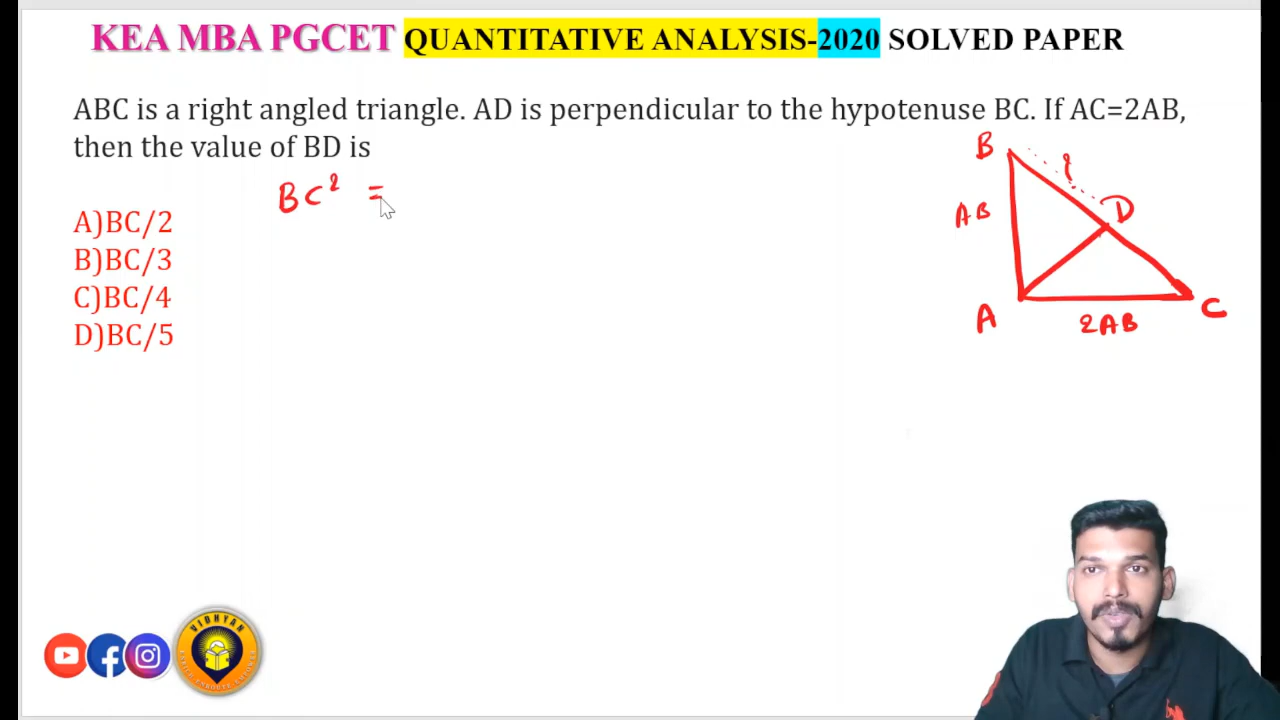 KEA MBA PGCET QUANTITATIVE ANALYSIS-2020 SOLVED PAPER
ABC is a right angled triangle. AD is perpendicular to the hypotenuse BC. If AC=2AB,
then the value of BD is
BC² =
A)BC/2
B)BC/3
C)BC/4
D)BC/5
B
?
D
AB
A
2AB
C
VIDHYAN